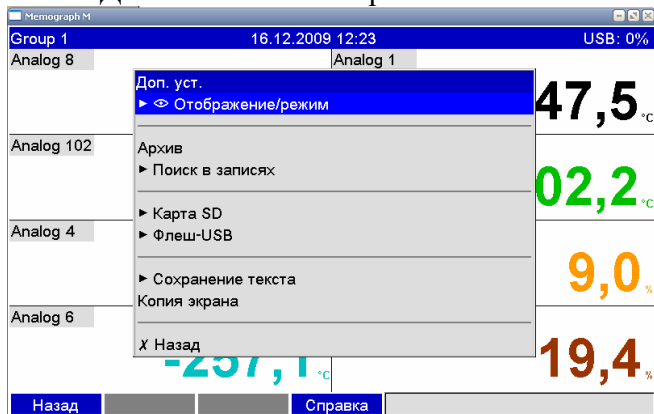 Memograph M
Group 1 16.12.2009 12:23 USB: 0%
Analog 8 Analog 1
Доп. уст.
► Отображение/режим
47,5 °C
Analog 102
Архив
► Поиск в записях
02,2 °C
► Карта SD
Analog 4
► Флеш-USB
9,0 %
► Сохранение текста
Копия экрана
Analog 6
X Назад
-257,1 °C
19,4 %
Назад Справка